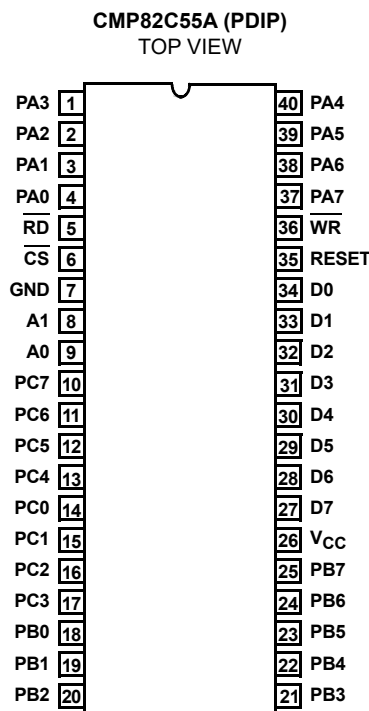 CMP82C55A (PDIP)
TOP VIEW
PA3 1 40 PA4
PA2 2 39 PA5
PA1 3 38 PA6
PA0 4 37 PA7
RD 5 36 WR
CS 6 35 RESET
GND 7 34 D0
A1 8 33 D1
A0 9 32 D2
PC7 10 31 D3
PC6 11 30 D4
PC5 12 29 D5
PC4 13 28 D6
PC0 14 27 D7
PC1 15 26 VCC
PC2 16 25 PB7
PC3 17 24 PB6
PB0 18 23 PB5
PB1 19 22 PB4
PB2 20 21 PB3